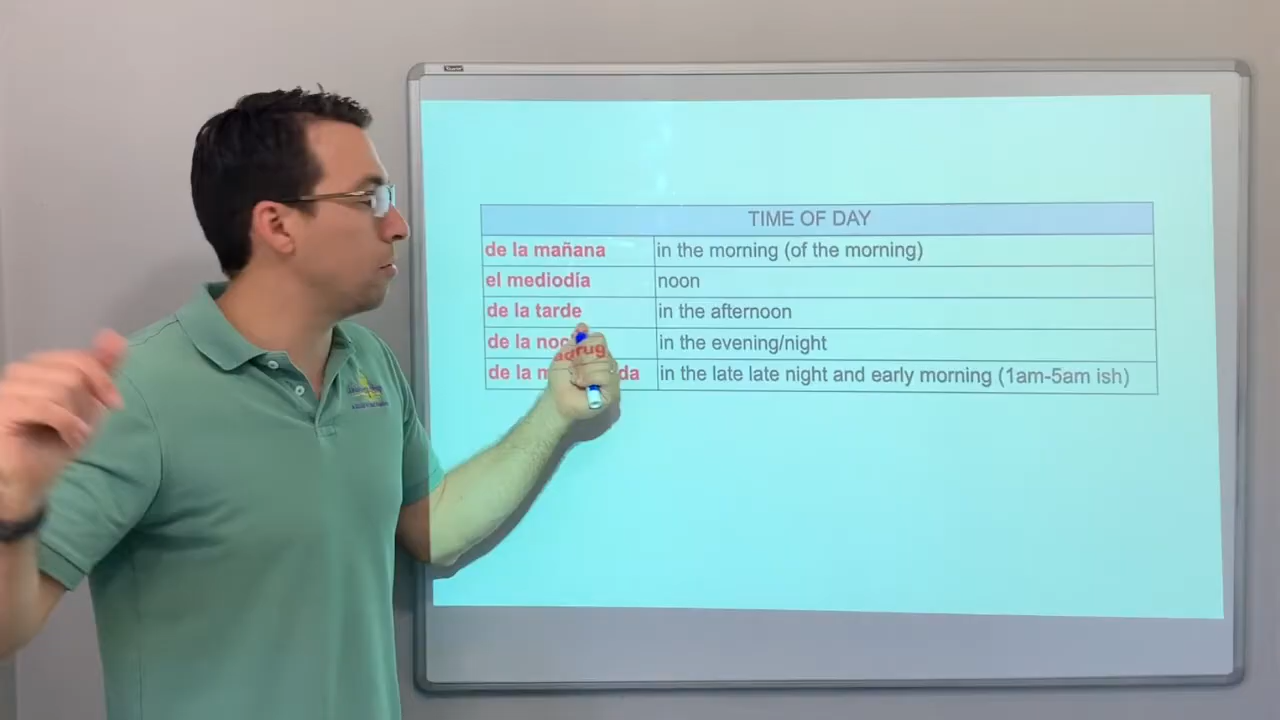 TIME OF DAY
de la mañana in the morning (of the morning)
el mediodía noon
de la tarde in the afternoon
de la in the evening/night
de la in the late late night and early morning (1am-5am ish)